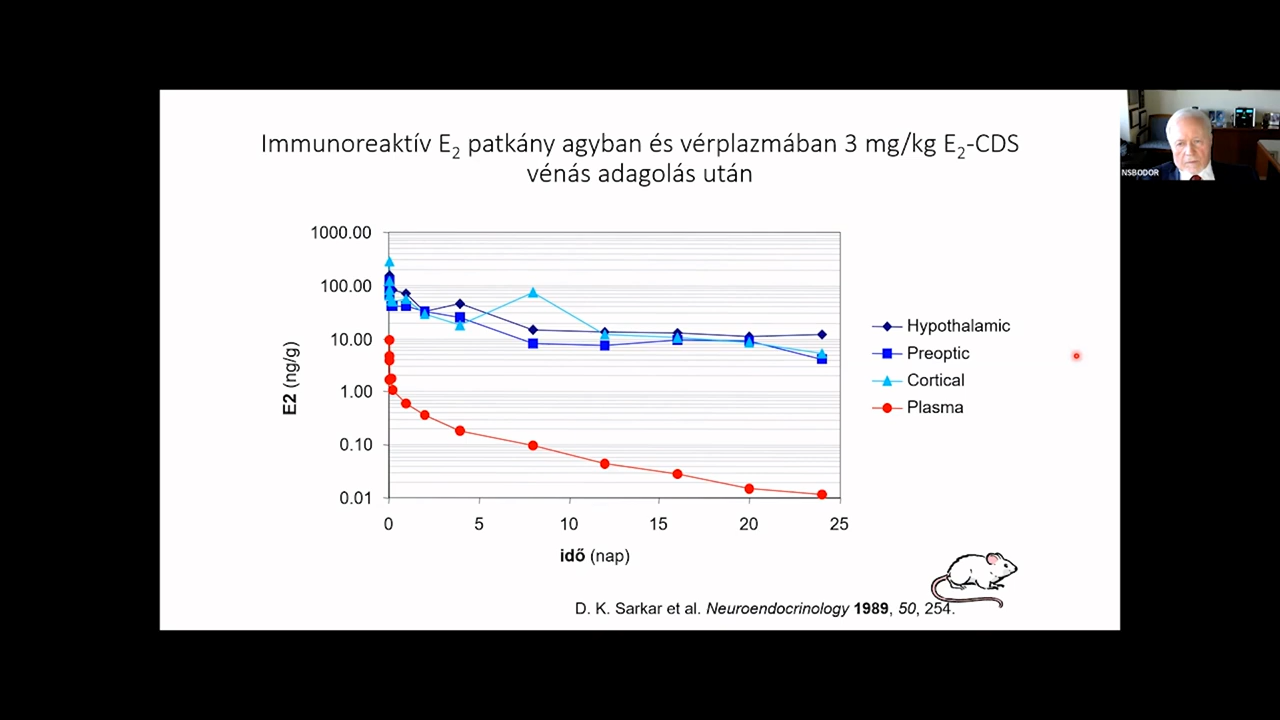 Immunoreaktív E2 patkány agyban és vérplazmában 3 mg/kg E2-CDS
vénás adagolás után
NSBODOR
1000.00
100.00
10.00
1.00
0.10
0.01
E2 (ng/g)
0 5 10 15 20 25
idő (nap)
Hypothalamic
Preoptic
Cortical
Plasma
D. K. Sarkar et al. Neuroendocrinology 1989, 50, 254.